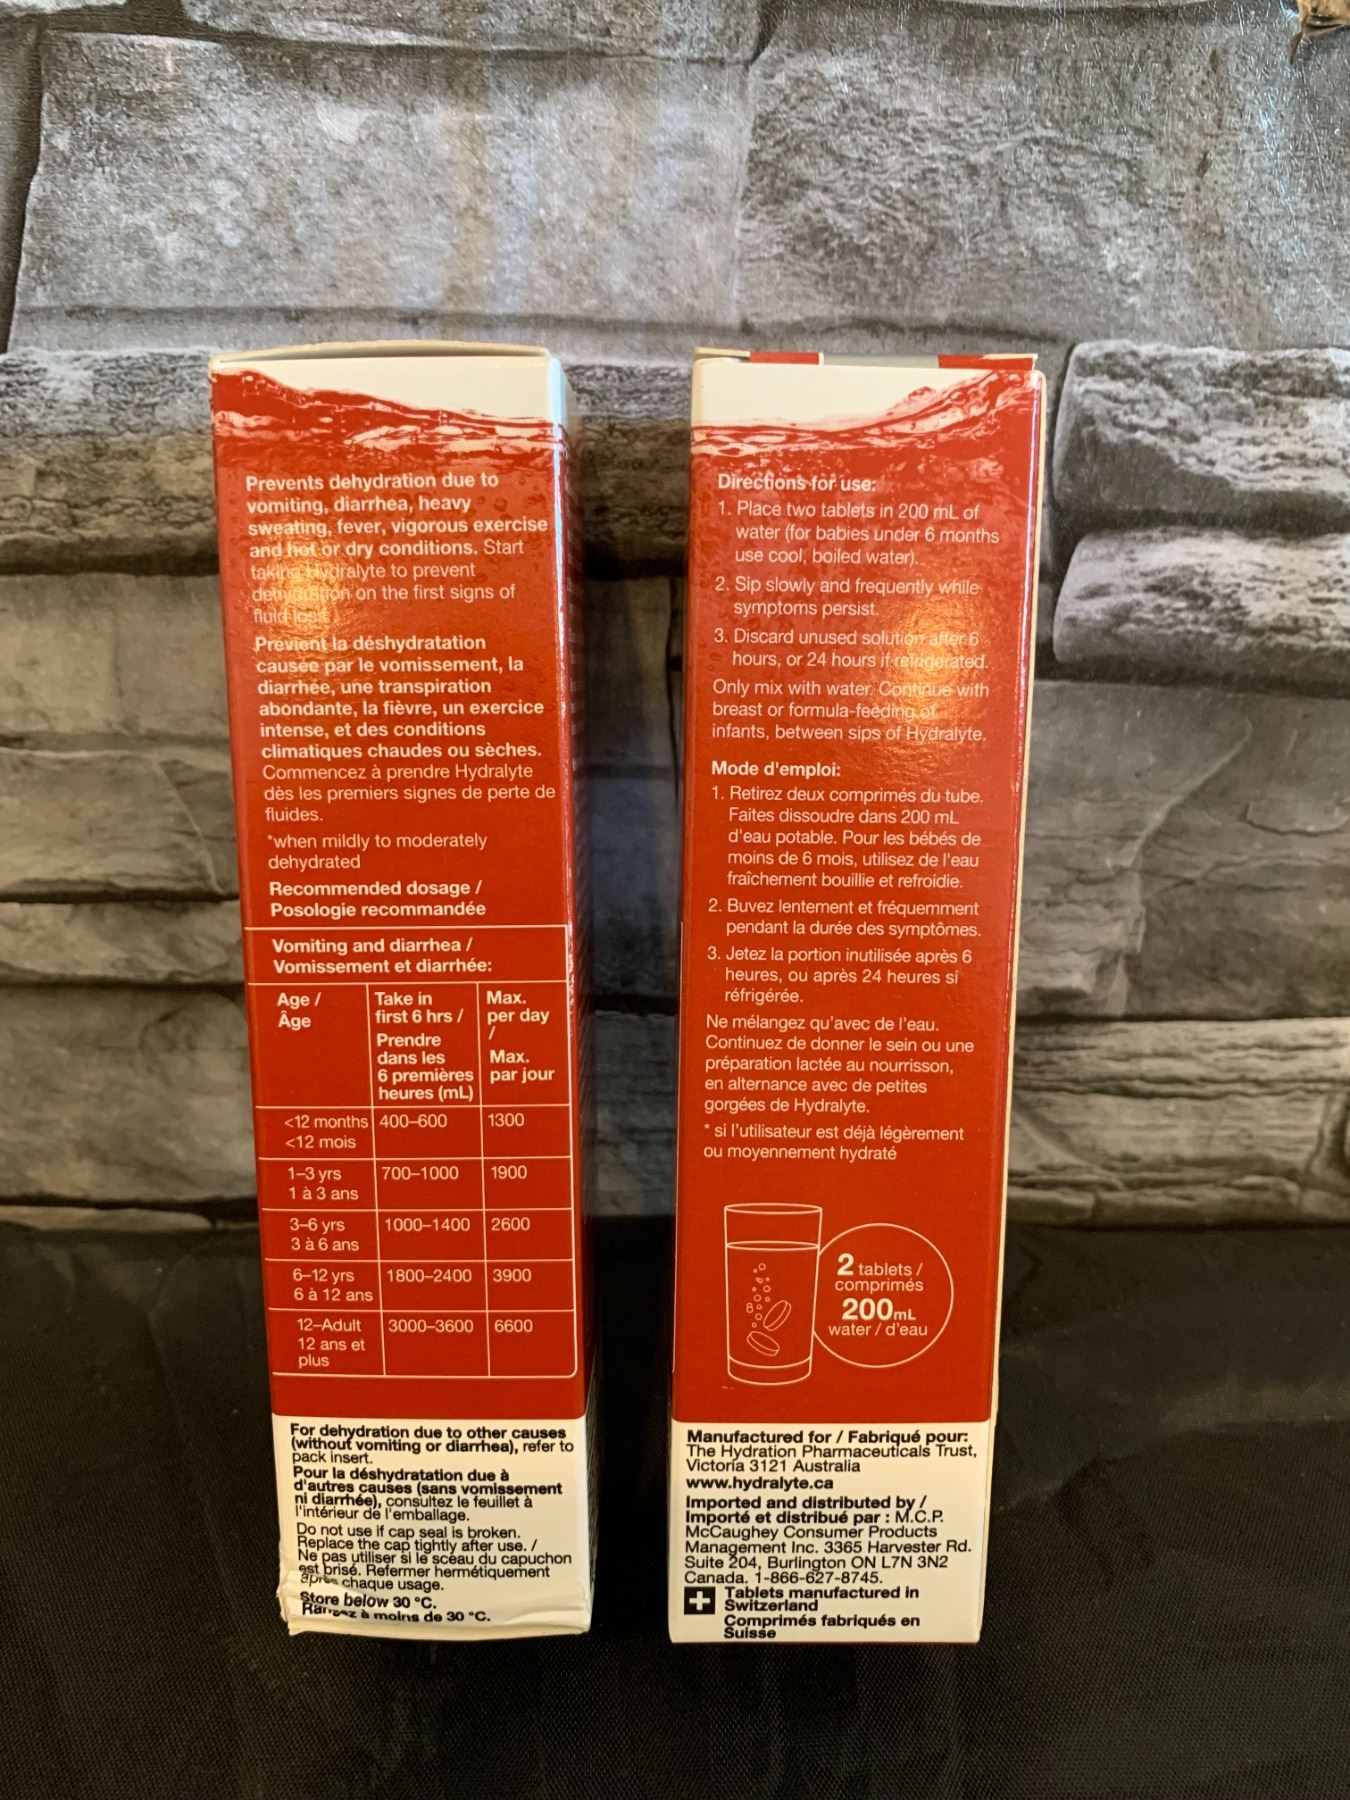 Prevents dehydration due to
vomiting, diarrhea, heavy
sweating, fever, vigorous exercise
and hot or dry conditions. Start
taking Hydralyte to prevent
dehydration on the first signs of
fluid loss.
Prévient la déshydratation
causée par le vomissement, la
diarrhée, une transpiration
abondante, la fièvre, un exercice
intense, et des conditions
climatiques chaudes ou sèches.
Commencez à prendre Hydralyte
dès les premiers signes de perte de
fluides.
*when mildly to moderately
dehydrated
Recommended dosage /
Posologie recommandée
Vomiting and diarrhea /
Vomissement et diarrhée:
Age /
Âge
Take in
first 6 hrs /
Prendre
dans les
6 premières
heures (mL)
Max.
per day
/
Max.
par jour
<12 months 400–600 1300
<12 mois
1–3 yrs 700–1000 1900
1 à 3 ans
3–6 yrs 1000–1400 2600
3 à 6 ans
6–12 yrs 1800–2400 3900
6 à 12 ans
12–Adult 3000–3600 6600
12 ans et
plus
For dehydration due to other causes
(without vomiting or diarrhea), refer to
pack insert.
Pour la déshydratation due à
d'autres causes (sans vomissement
ni diarrhée), consultez le feuillet à
l'intérieur de l'emballage.
Do not use if cap seal is broken.
Replace the cap tightly after use. /
Ne pas utiliser si le sceau du capuchon
est brisé. Refermer hermétiquement
après chaque usage.
Store below 30 °C.
Rangez à moins de 30 °C.
Directions for use:
1. Place two tablets in 200 mL of
water (for babies under 6 months
use cool, boiled water).
2. Sip slowly and frequently while
symptoms persist.
3. Discard unused solution after 6
hours, or 24 hours if refrigerated.
Only mix with water. Continue with
breast or formula-feeding of
infants, between sips of Hydralyte.
Mode d'emploi:
1. Retirez deux comprimés du tube.
Faites dissoudre dans 200 mL
d'eau potable. Pour les bébés de
moins de 6 mois, utilisez de l'eau
fraîchement bouillie et refroidie.
2. Buvez lentement et fréquemment
pendant la durée des symptômes.
3. Jetez la portion inutilisée après 6
heures, ou après 24 heures si
réfrigérée.
Ne mélangez qu'avec de l'eau.
Continuez de donner le sein ou une
préparation lactée au nourrisson,
en alternance avec de petites
gorgées de Hydralyte.
* si l'utilisateur est déjà légèrement
ou moyennement hydraté
2 tablets /
comprimés
200mL
water / d'eau
Manufactured for / Fabriqué pour:
The Hydration Pharmaceuticals Trust,
Victoria 3121 Australia
www.hydralyte.ca
Imported and distributed by /
Importé et distribué par : M.C.P.
McCaughey Consumer Products
Management Inc. 3365 Harvester Rd.
Suite 204, Burlington ON L7N 3N2
Canada. 1-866-627-8745.
Tablets manufactured in
Switzerland
Comprimés fabriqués en
Suisse